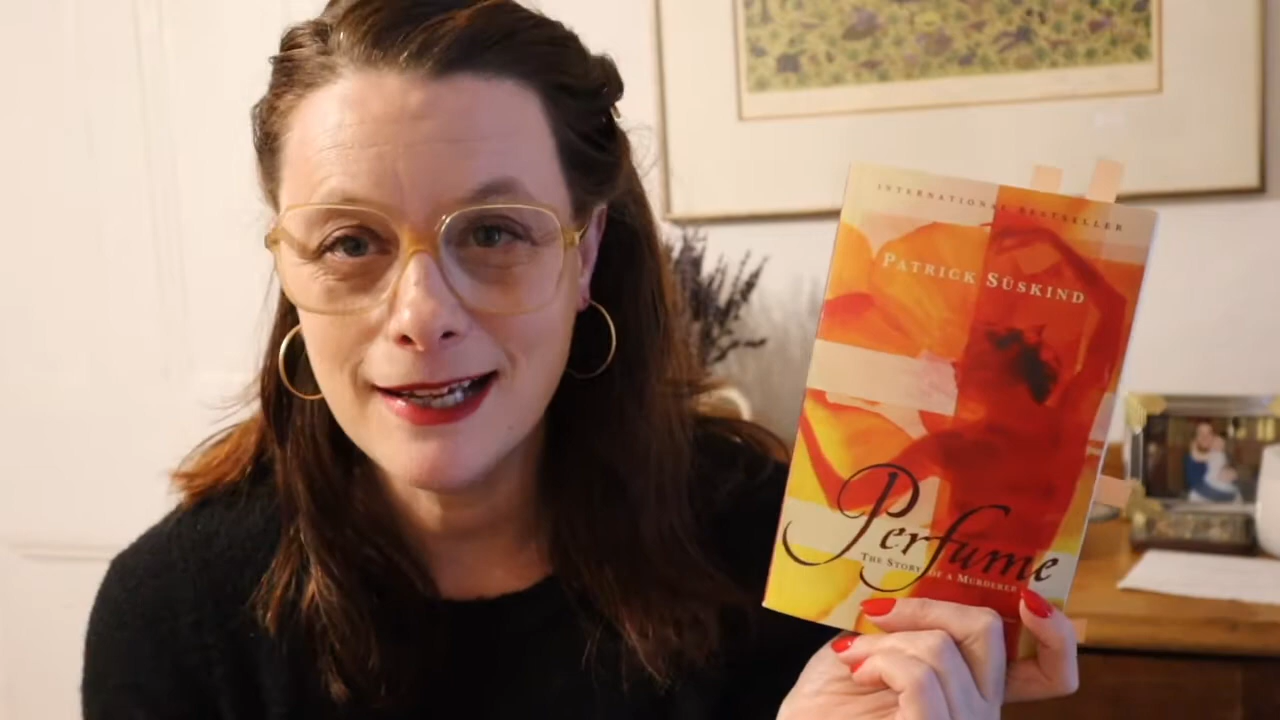 INTERNATIONAL BESTSELLER
PATRICK SÜSKIND
Perfume
THE STORY OF A MURDERER